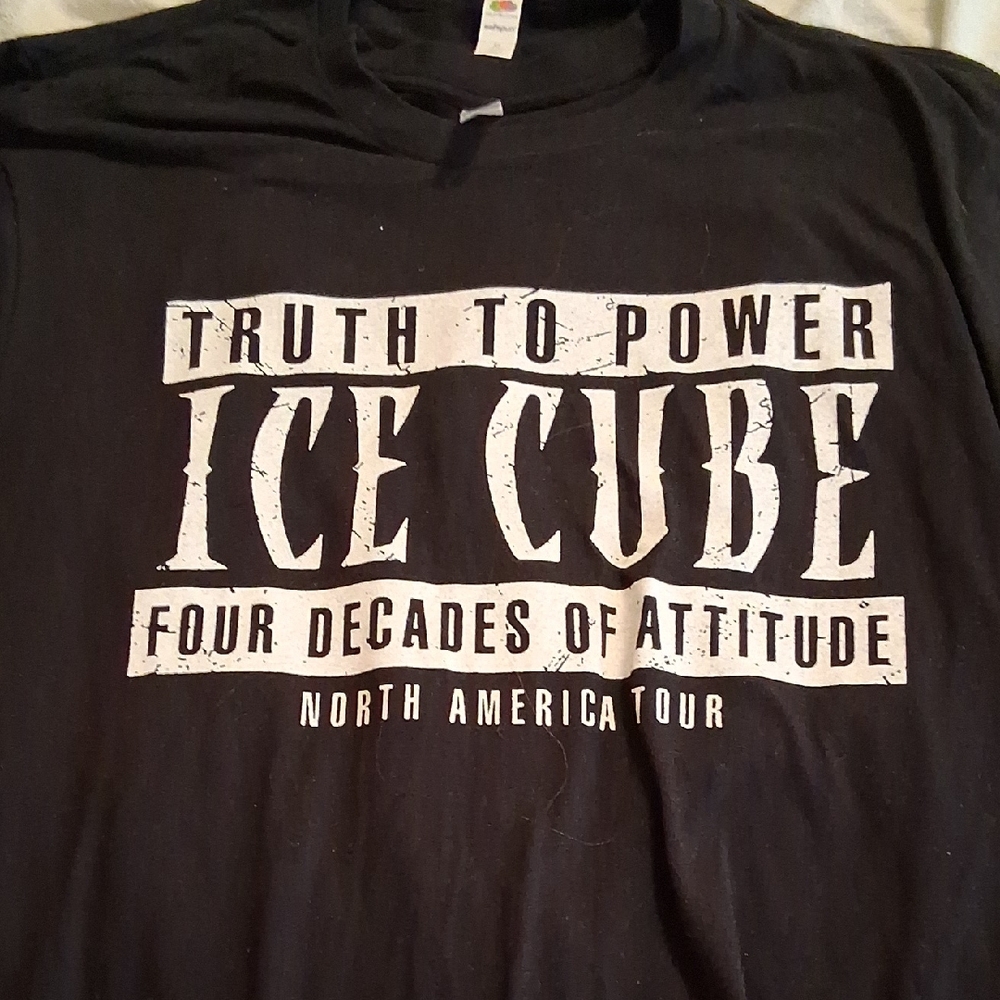 TRUTH TO POWER
ICE CUBE
FOUR DECADES OF ATTITUDE
NORTH AMERICA TOUR